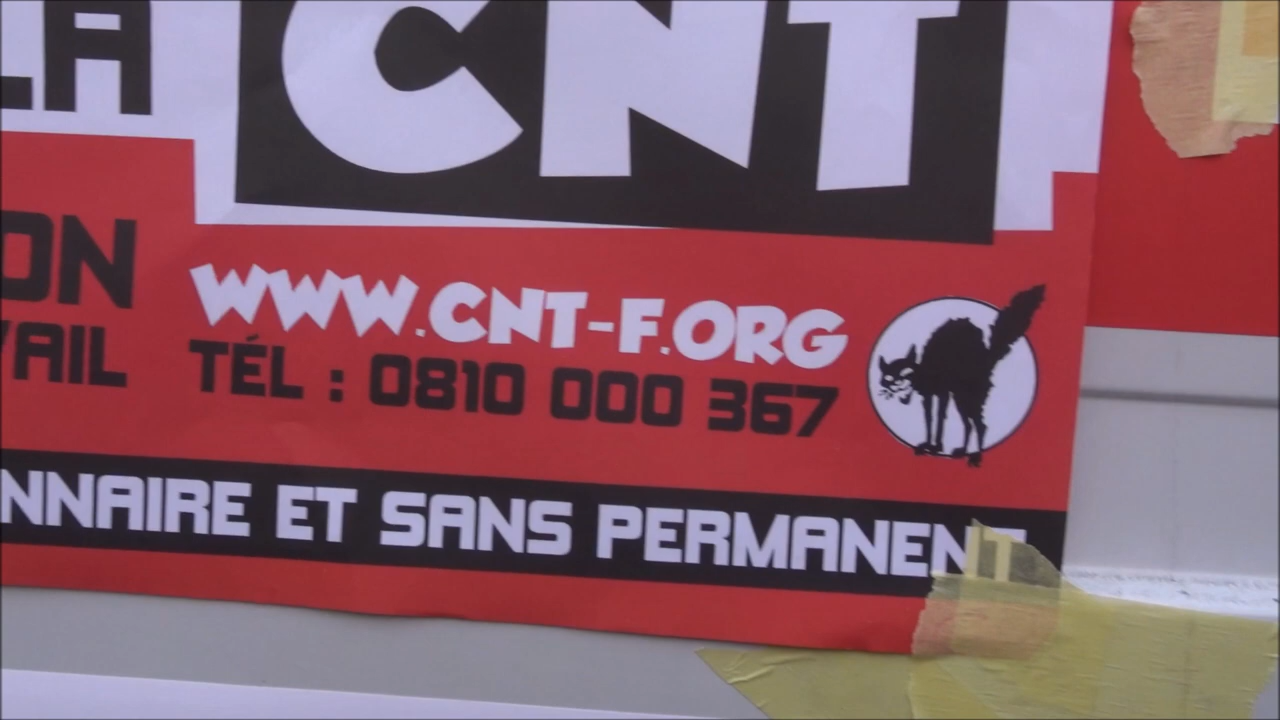 LA CNT
ON
WWW.CNT-F.ORG
AIL
TÉL : 0810 000 367
NNAIRE ET SANS PERMANENT